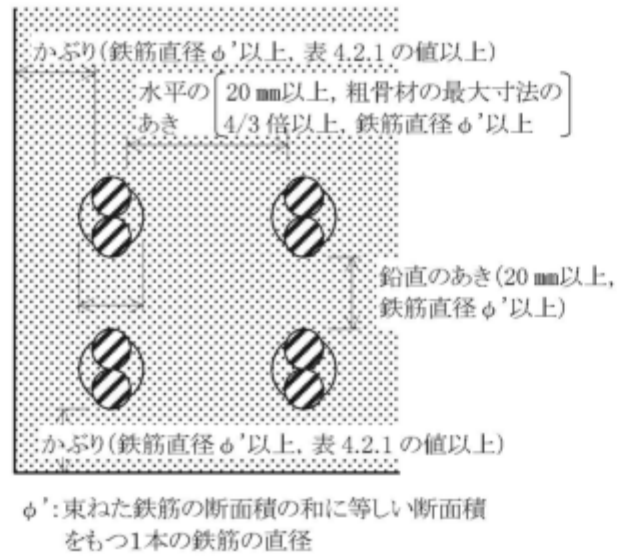 かぶり(鉄筋直径φ'以上, 表4.2.1の値以上)
水平の 20㎜以上, 粗骨材の最大寸法の
あき 4/3倍以上, 鉄筋直径φ'以上
鉛直のあき(20㎜以上,
鉄筋直径φ'以上)
かぶり(鉄筋直径φ'以上, 表4.2.1の値以上)
φ':束ねた鉄筋の断面積の和に等しい断面積
をもつ1本の鉄筋の直径